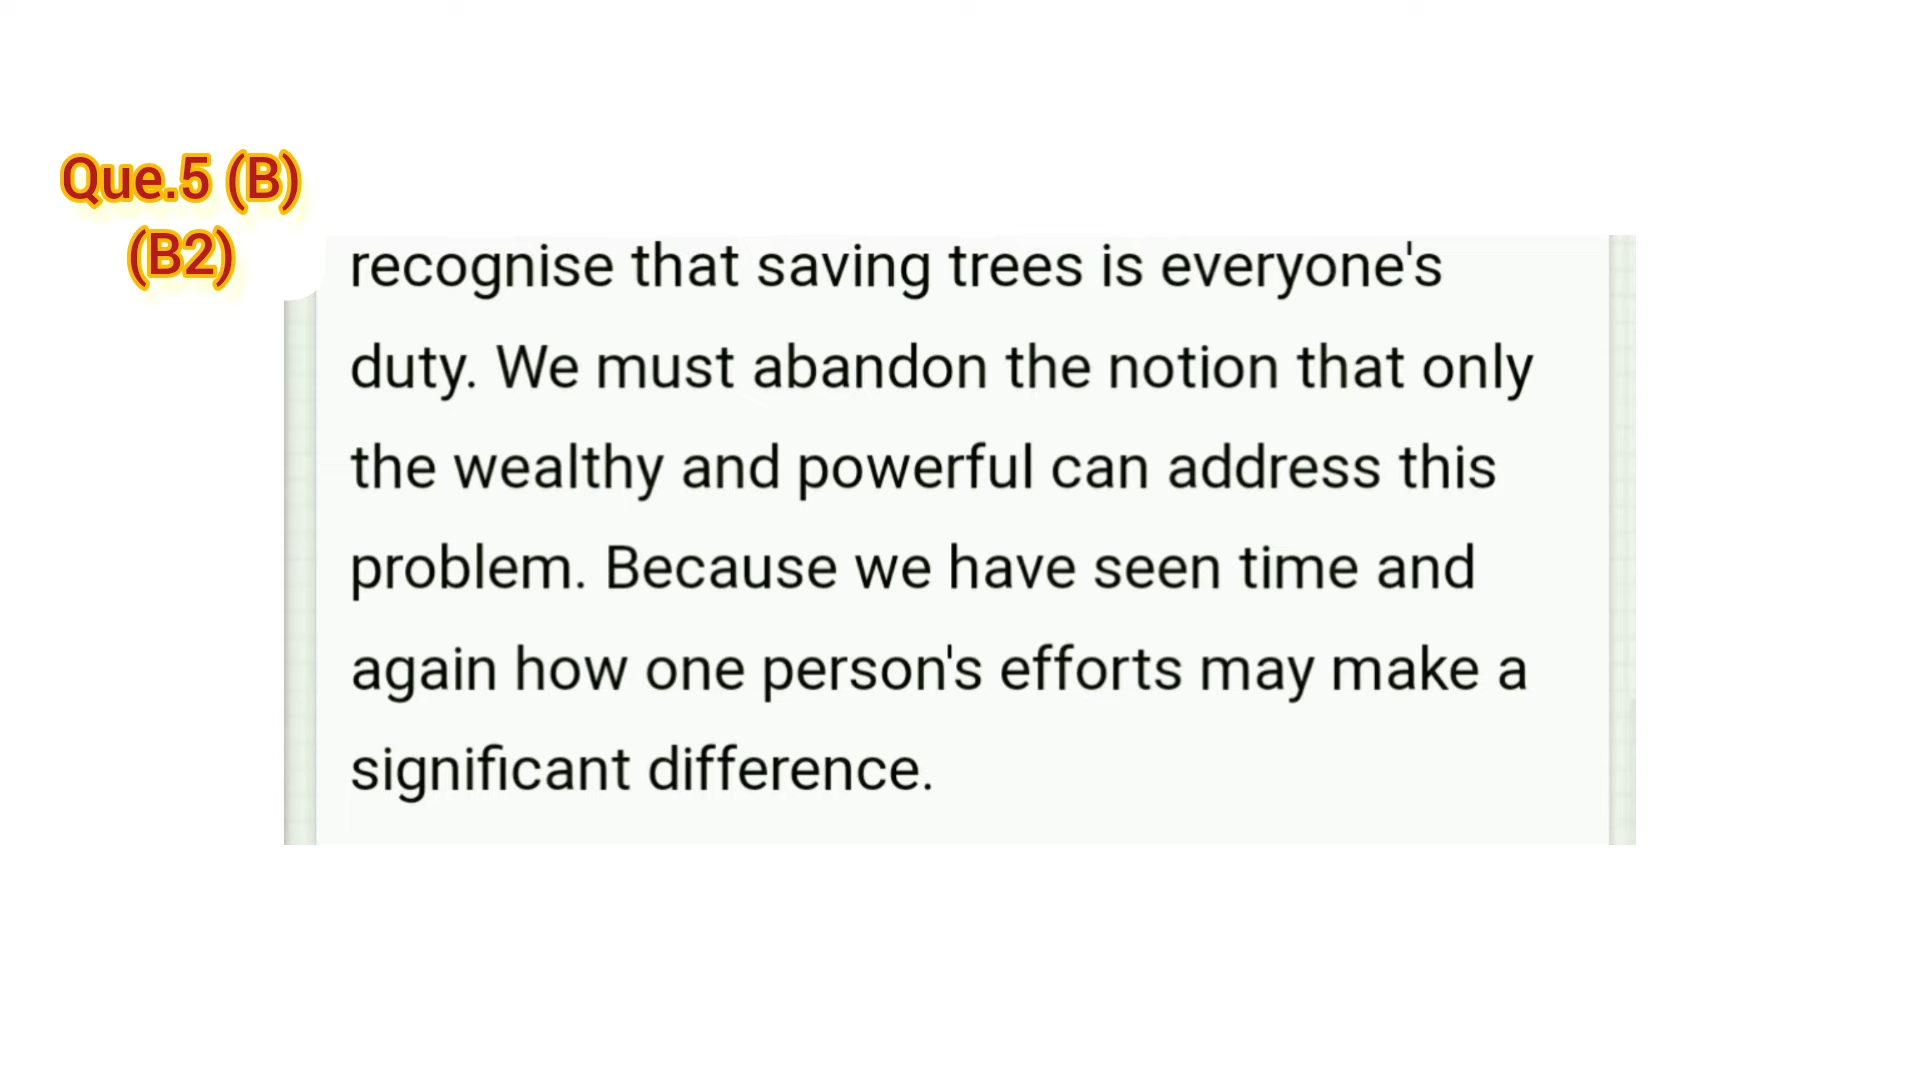 Que.5 (B)
(B2)
recognise that saving trees is everyone's
duty. We must abandon the notion that only
the wealthy and powerful can address this
problem. Because we have seen time and
again how one person's efforts may make a
significant difference.